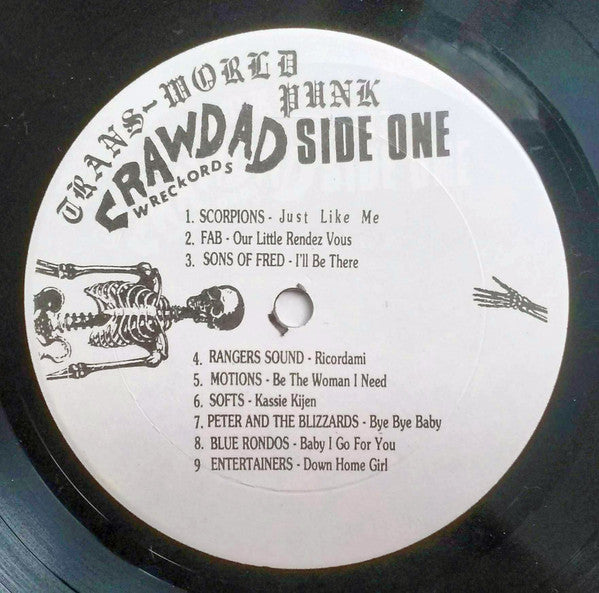 TRANS-WORLD
PUNK
CRAWDAD
WRECKORDS
SIDE ONE
1. SCORPIONS - Just Like Me
2. FAB - Our Little Rendez Vous
3. SONS OF FRED - I'll Be There
4. RANGERS SOUND - Ricordami
5. MOTIONS - Be The Woman I Need
6. SOFTS - Kassie Kijen
7. PETER AND THE BLIZZARDS - Bye Bye Baby
8. BLUE RONDOS - Baby I Go For You
9 ENTERTAINERS - Down Home Girl